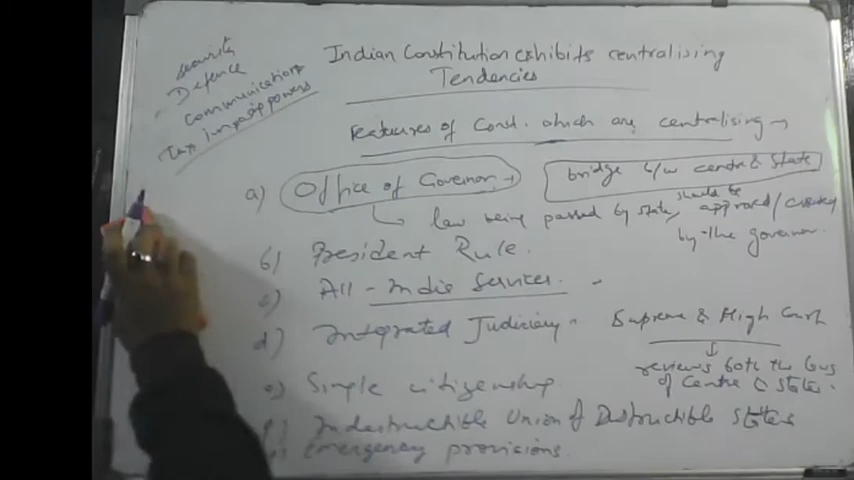 security
- Defence
communications
Tax imposing powers
Indian Constitution exhibits centralising
Tendencies
Features of Const. which are centralising →
a) Office of Governor → bridge b/w centre & State
law being passed by state, should be
approved/
by the governor.
b) President Rule.
c) All - India Services. -
d) Integrated Judiciary - Supreme & High Court
reviews both the laws
of Centre & states.
e) Single citizenship
f) Indestructible Union of Destructible states
emergency provisions.